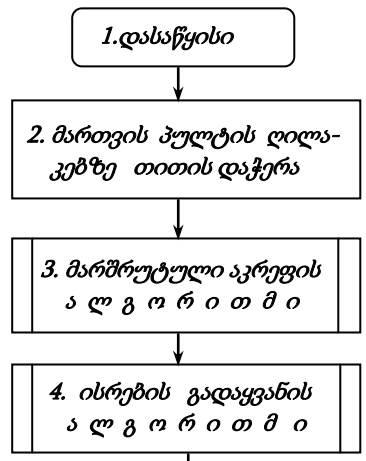 1.დასაწყისი
2. მართვის პულტის ღილა-
კებზე თითის დაჭერა
3. მარშრუტული აკრეფის
ა ლ გ ო რ ი თ მ ი
4. ისრების გადაყვანის
ა ლ გ ო რ ი თ მ ი